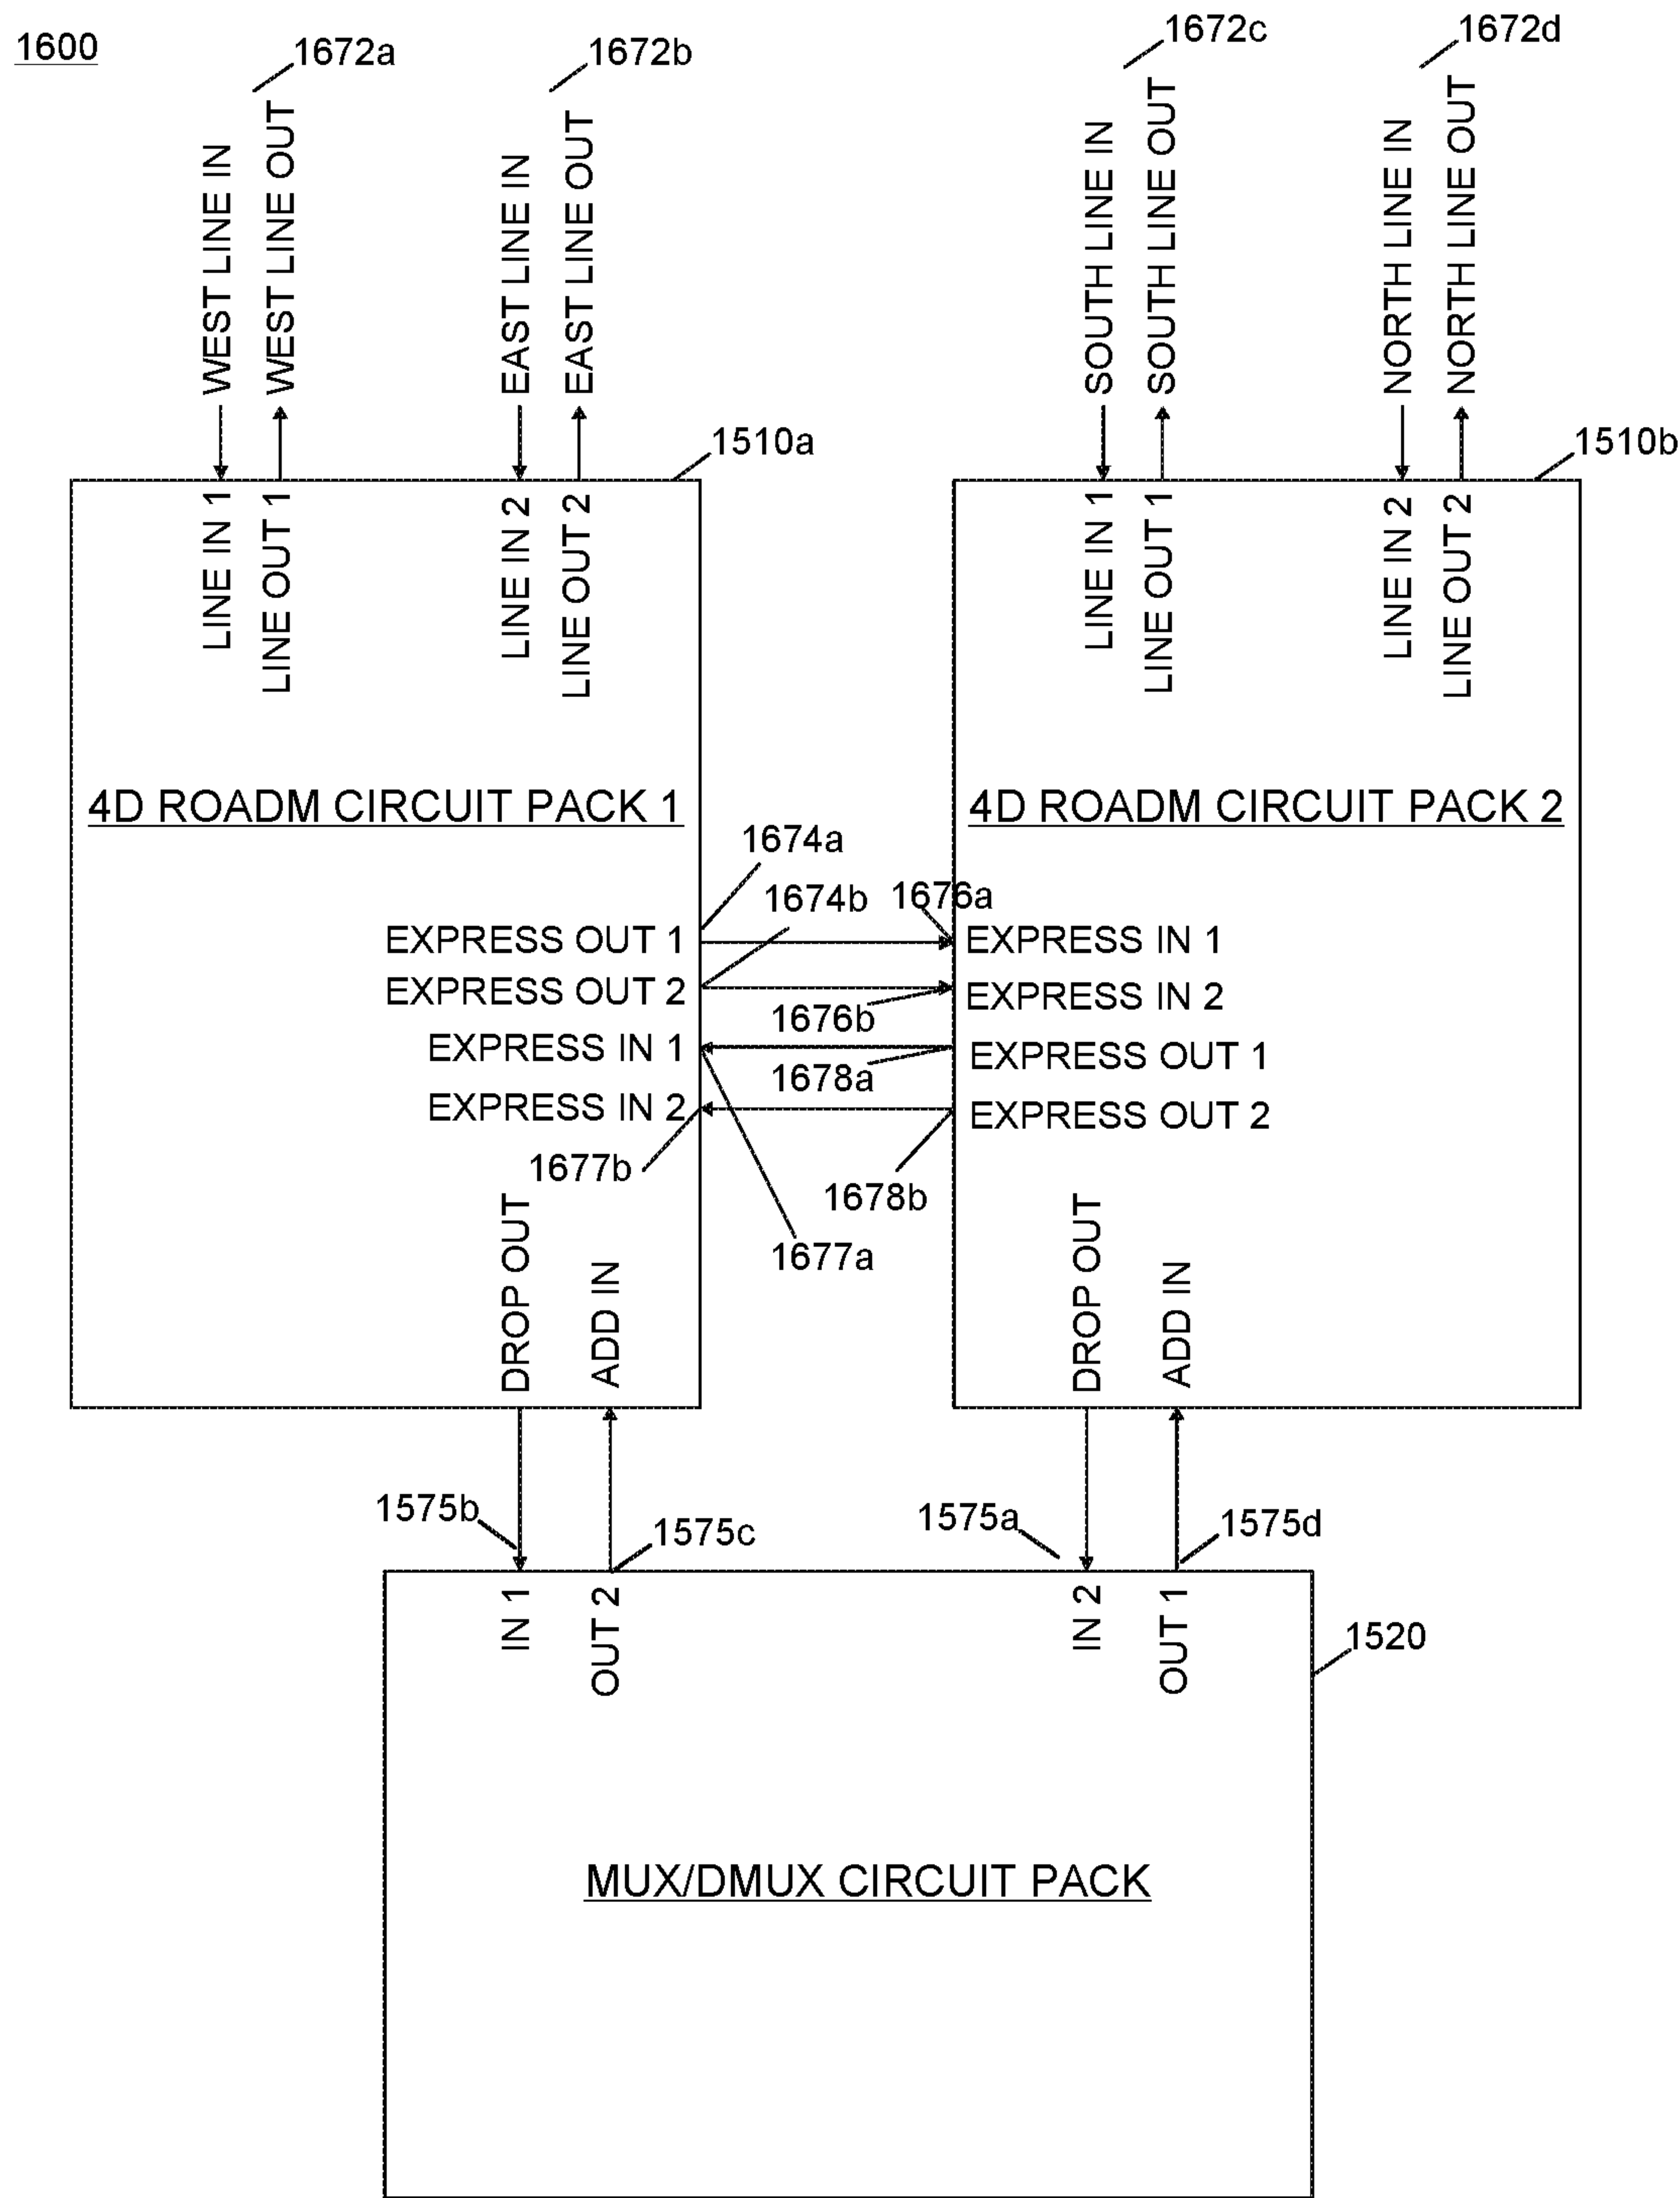 1600
1672a
1672b
1672c
1672d
WEST LINE IN
WEST LINE OUT
EAST LINE IN
EAST LINE OUT
SOUTH LINE IN
SOUTH LINE OUT
NORTH LINE IN
NORTH LINE OUT
1510a
1510b
LINE IN 1
LINE OUT 1
LINE IN 2
LINE OUT 2
LINE IN 1
LINE OUT 1
LINE IN 2
LINE OUT 2
4D ROADM CIRCUIT PACK 1
4D ROADM CIRCUIT PACK 2
1674a
1674b
1676a
EXPRESS OUT 1
EXPRESS IN 1
EXPRESS OUT 2
EXPRESS IN 2
1676b
EXPRESS IN 1
EXPRESS OUT 1
1678a
EXPRESS IN 2
EXPRESS OUT 2
1677b
1678b
1677a
DROP OUT
ADD IN
DROP OUT
ADD IN
1575b
1575c
1575a
1575d
IN 1
OUT 2
IN 2
OUT 1
1520
MUX/DMUX CIRCUIT PACK